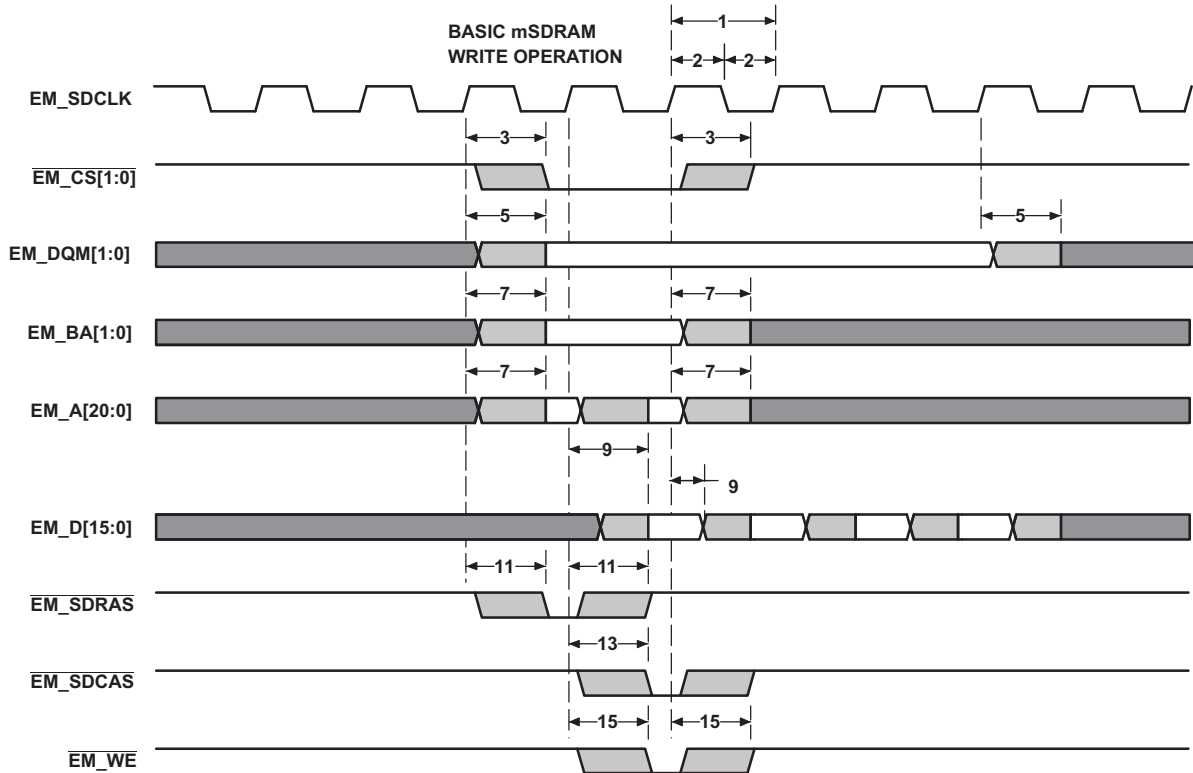 1
BASIC mSDRAM
WRITE OPERATION
2 2
EM_SDCLK
3 3
EM_CS[1:0]
5 5
EM_DQM[1:0]
7 7
EM_BA[1:0]
7 7
EM_A[20:0]
9
9
EM_D[15:0]
11 11
EM_SDRAS
13
EM_SDCAS
15 15
EM_WE